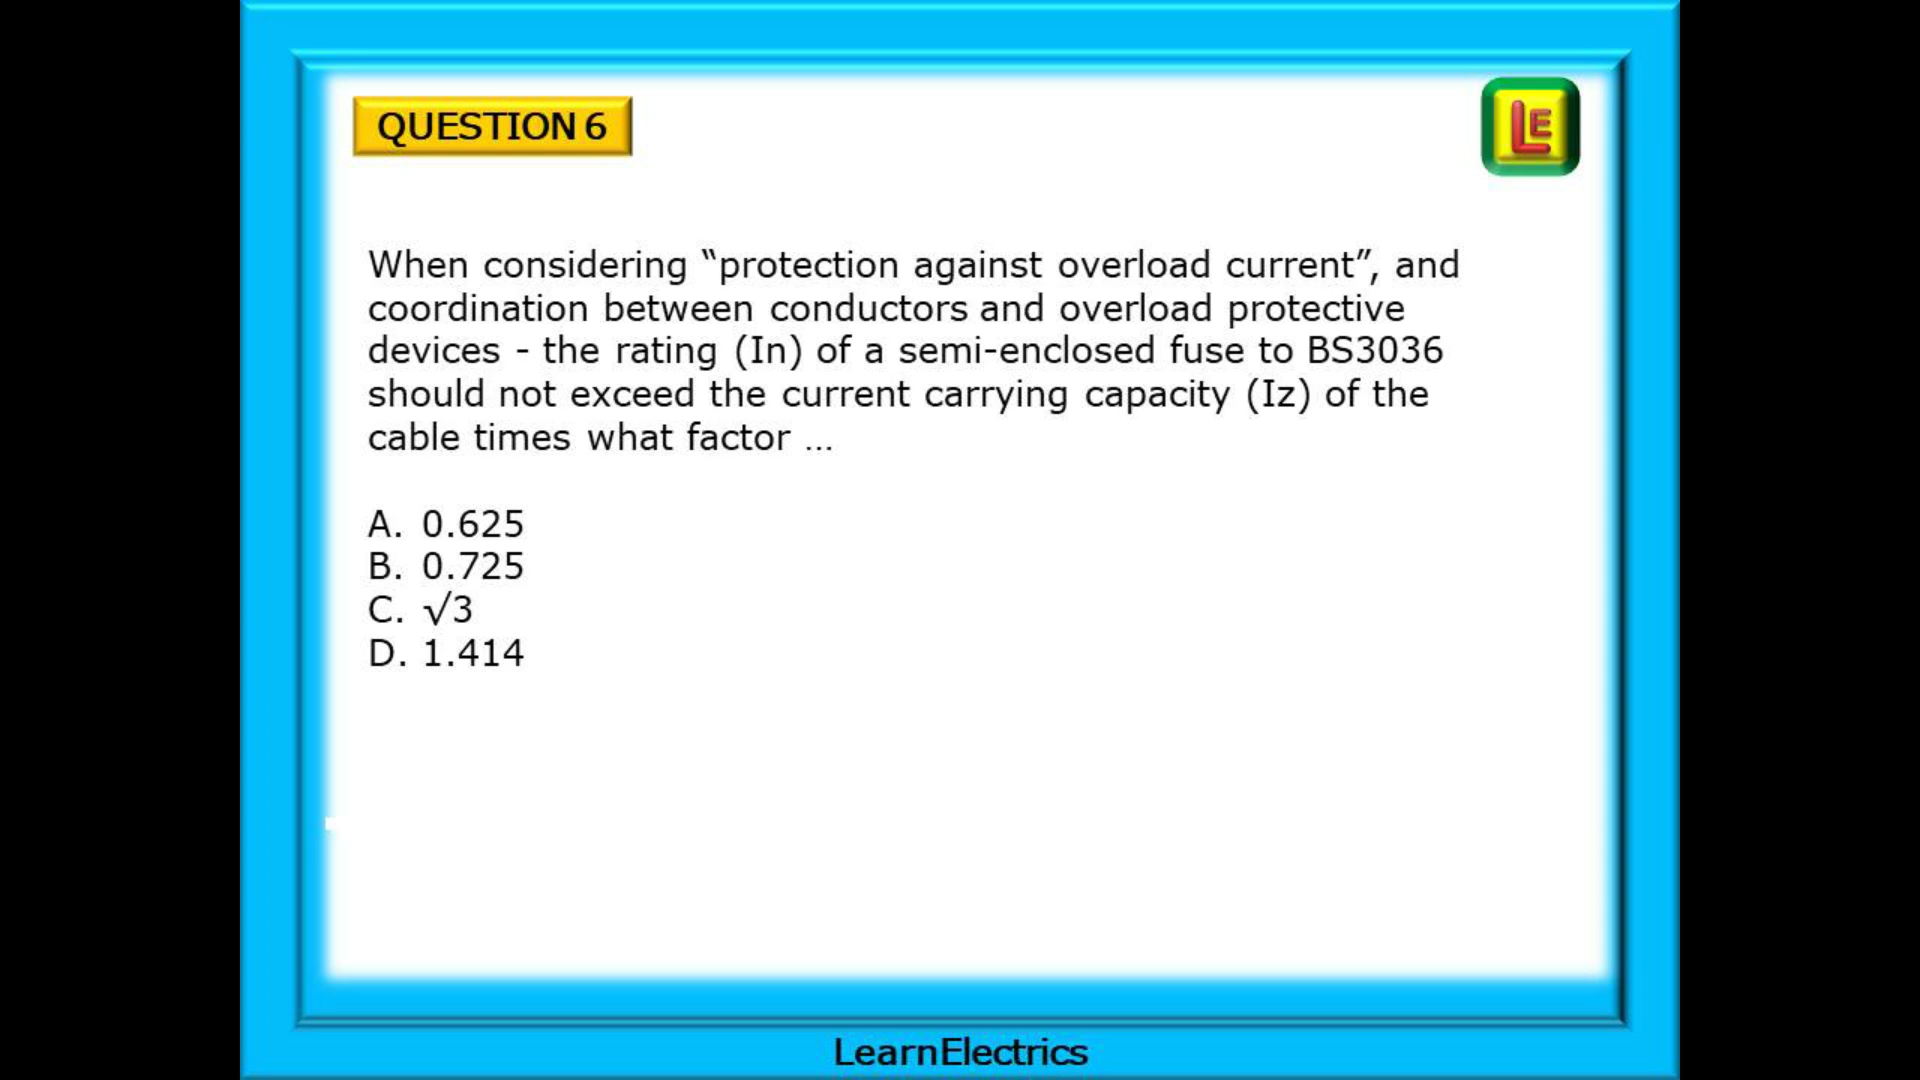 QUESTION 6
LE
When considering “protection against overload current”, and
coordination between conductors and overload protective
devices - the rating (In) of a semi-enclosed fuse to BS3036
should not exceed the current carrying capacity (Iz) of the
cable times what factor ...
A. 0.625
B. 0.725
C. √3
D. 1.414
LearnElectrics